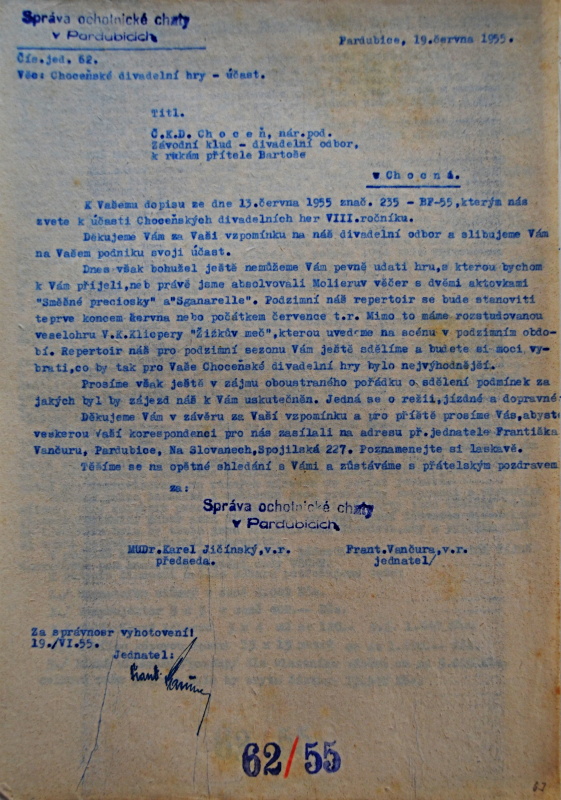 Správa ochotnické chaty
v Pardubicích
Pardubice, 19.června 1955.
Čís.jed. 62.
Věc: Choceňské divadelní hry - účast.
Titl.
Č.K.D. Choceň, nár.pod.
Závodní klud - divadelní odbor,
k rukám přítele Bartoše
v Chocná.
K Vašemu dopisu ze dne 13.června 1955 znač. 235 - BF-55,kterým nás
zvete k účasti Choceňských divadelních her VIII.ročníku.
Děkujeme Vám za Vaši vzpomínku na náš divadelní odbor a slibujeme Vám
na Vašem podniku svoji účast.
Dnes však bohužel ještě nemůžeme Vám pevně udati hru,s kterou bychom
k Vám přijeli,neb právě jsme absolvovali Molieruv večer s dvěmi aktovkami
"Směšné preciosky" a"Sganarelle". Podzimní náš repertoir se bude stanoviti
teprve koncem června nebo počátkem července t.r. Mimo to máme rozstudovanou
veselohru V.K.Klicpery "Žižkův meč",kterou uvedeme na scénu v podzimním obdo-
bí. Repertoir náš pro podzimní sezonu Vám ještě sdělíme a budete si moci vy-
brati,co by tak pro Vaše Choceňské divadelní hry bylo nejvýhodnější.
Prosíme však ještě v zájmu oboustraného pořádku o sdělení podmínek za
jakých byl by zájezd náš k Vám uskutečněn. Jedná se o režii,jízdné a dopravné
Děkujeme Vám v závěru za Vaší vzpomínku a pro příště prosíme Vás,abyste
veskerou Vaší korespondenci pro nás zasílali na adresu př.jednatele Františka
Vančuru, Pardubice, Na Slovanech,Spojilská 227. Poznamenejte si laskavě.
Těšíme se na opětné shledání s Vámi a zůstáváme s přátelským pozdravem
za:
Správa ochotnické chaty
v Pardubicích
MUDr.Karel Jičínský,v.r. Frant.Vančura,v.r.
předseda. jednatel/
Za správnost vyhotovení!
19./VI.55.
Jednatel:
62/55